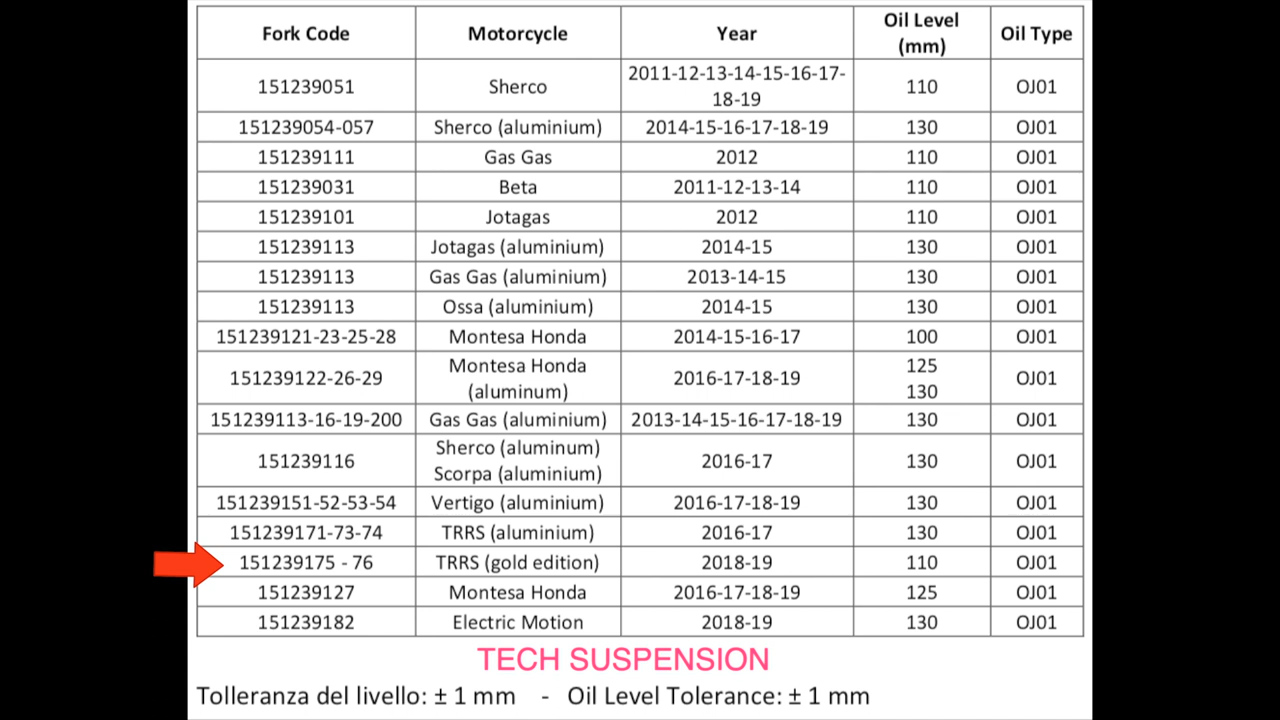 Fork Code Motorcycle Year Oil Level (mm) Oil Type
151239051 Sherco 2011-12-13-14-15-16-17-18-19 110 OJ01
151239054-057 Sherco (aluminium) 2014-15-16-17-18-19 130 OJ01
151239111 Gas Gas 2012 110 OJ01
151239031 Beta 2011-12-13-14 110 OJ01
151239101 Jotagas 2012 110 OJ01
151239113 Jotagas (aluminium) 2014-15 130 OJ01
151239113 Gas Gas (aluminium) 2013-14-15 130 OJ01
151239113 Ossa (aluminium) 2014-15 130 OJ01
151239121-23-25-28 Montesa Honda 2014-15-16-17 100 OJ01
151239122-26-29 Montesa Honda (aluminum) 2016-17-18-19 125 130 OJ01
151239113-16-19-200 Gas Gas (aluminium) 2013-14-15-16-17-18-19 130 OJ01
151239116 Sherco (aluminum) Scorpa (aluminium) 2016-17 130 OJ01
151239151-52-53-54 Vertigo (aluminium) 2016-17-18-19 130 OJ01
151239171-73-74 TRRS (aluminium) 2016-17 130 OJ01
151239175 - 76 TRRS (gold edition) 2018-19 110 OJ01
151239127 Montesa Honda 2016-17-18-19 125 OJ01
151239182 Electric Motion 2018-19 130 OJ01
TECH SUSPENSION
Tolleranza del livello: ± 1 mm - Oil Level Tolerance: ± 1 mm